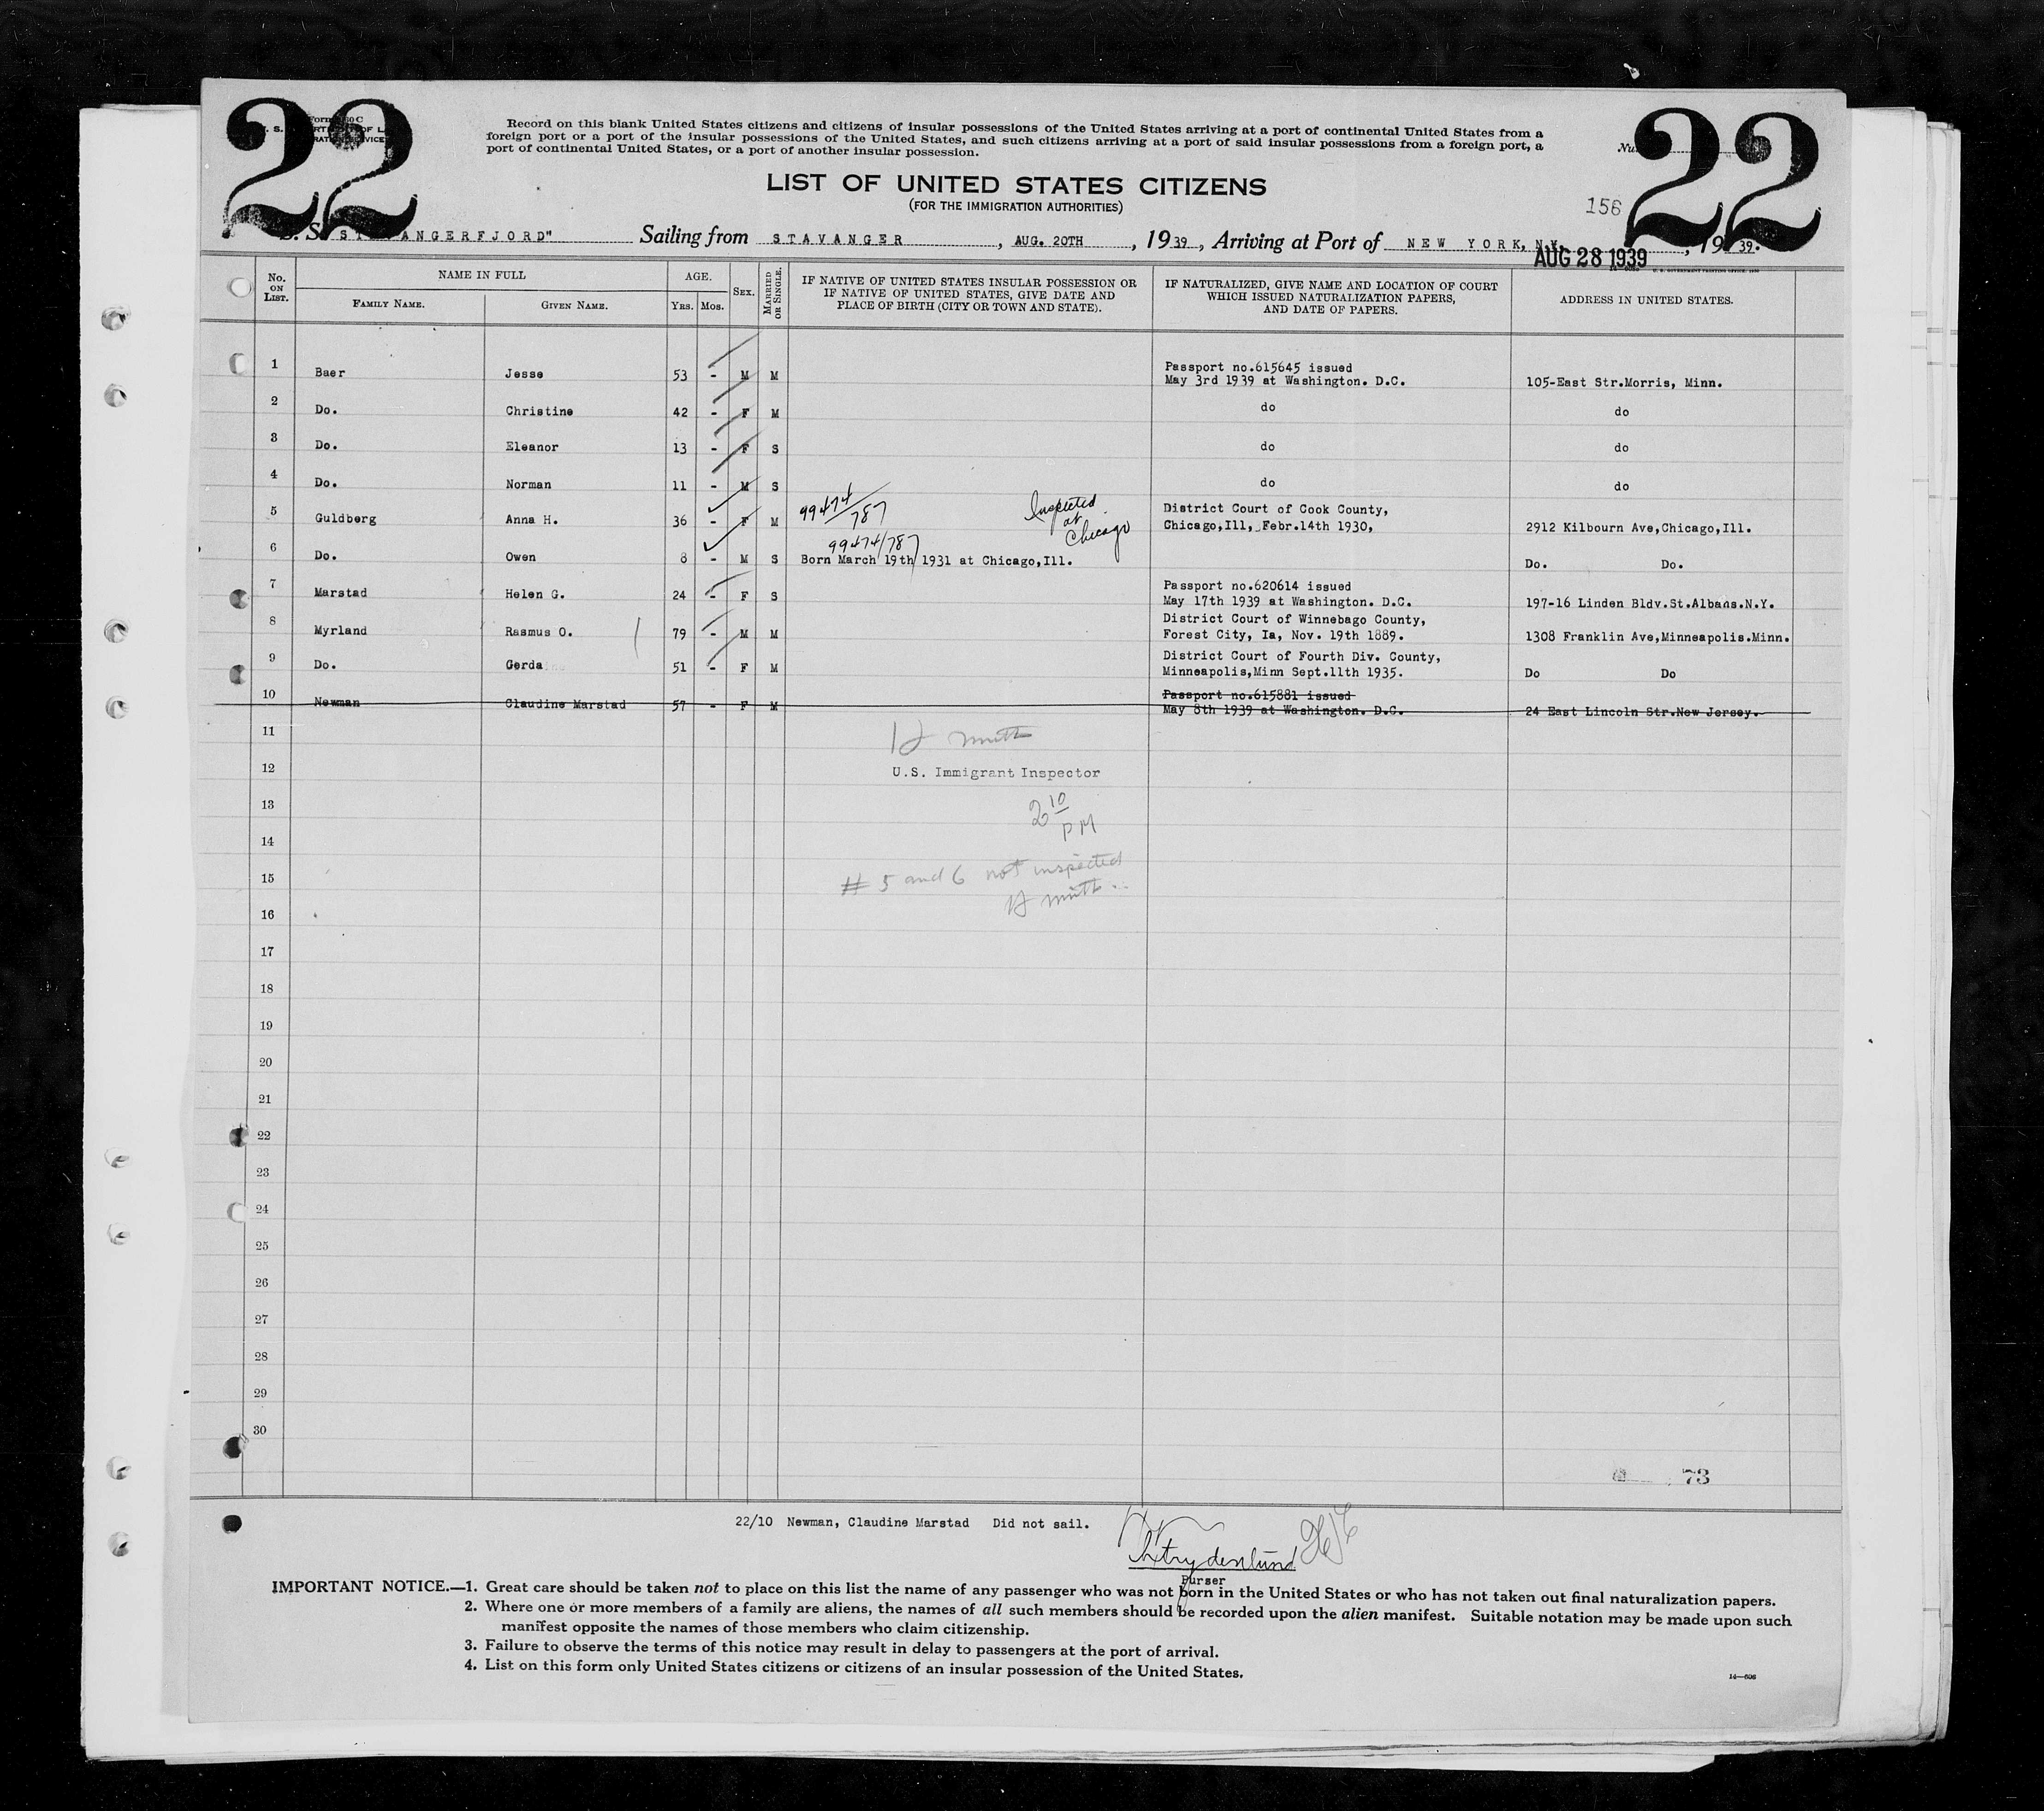 22
22
Record on this blank United States citizens and citizens of insular possessions of the United States arriving at a port of continental United States from a
foreign port or a port of the insular possessions of the United States, and such citizens arriving at a port of said insular possessions from a foreign port, a
port of continental United States, or a port of another insular possession.
LIST OF UNITED STATES CITIZENS
(FOR THE IMMIGRATION AUTHORITIES)
156
ANGERFJORD" Sailing from STAVANGER, AUG. 20TH, 1939, Arriving at Port of NEW YORK, N.Y., 1939.
AUG 28 1939
No. ON LIST.
NAME IN FULL
FAMILY NAME.
GIVEN NAME.
AGE.
YRS. MOS.
SEX.
MARRIED OR SINGLE.
IF NATIVE OF UNITED STATES INSULAR POSSESSION OR
IF NATIVE OF UNITED STATES, GIVE DATE AND
PLACE OF BIRTH (CITY OR TOWN AND STATE).
IF NATURALIZED, GIVE NAME AND LOCATION OF COURT
WHICH ISSUED NATURALIZATION PAPERS,
AND DATE OF PAPERS.
ADDRESS IN UNITED STATES.
1 Baer Jesse 53 - M M Passport no.615645 issued
May 3rd 1939 at Washington. D.C. 105-East Str.Morris, Minn.
2 Do. Christine 42 - F M do do
3 Do. Eleanor 13 - F S do do
4 Do. Norman 11 - M S do do
5 Guldberg Anna H. 36 - F M 99474/787 Inspected at Chicago District Court of Cook County,
Chicago,Ill, Febr.14th 1930, 2912 Kilbourn Ave,Chicago,Ill.
99474/787
6 Do. Owen 8 - M S Born March 19th 1931 at Chicago,Ill. Do. Do.
7 Marstad Helen G. 24 - F S Passport no.620614 issued
May 17th 1939 at Washington. D.C. 197-16 Linden Bldv.St.Albans.N.Y.
8 Myrland Rasmus O. 79 - M M District Court of Winnebago County,
Forest City, Ia, Nov. 19th 1889. 1308 Franklin Ave,Minneapolis.Minn.
9 Do. Gerda 51 - F M District Court of Fourth Div. County,
Minneapolis,Minn Sept.11th 1935. Do Do
10 Newman Claudine Marstad 57 - F M Passport no.615881 issued
May 8th 1939 at Washington. D.C. 24 East Lincoln Str.New Jersey.
11
12 U.S. Immigrant Inspector
13 2 10 PM
14
15 # 5 and 6 not inspected
16
17
18
19
20
21
22
23
24
25
26
27
28
29
30
73
22/10 Newman, Claudine Marstad Did not sail.
Purser
IMPORTANT NOTICE.—1. Great care should be taken not to place on this list the name of any passenger who was not born in the United States or who has not taken out final naturalization papers.
2. Where one or more members of a family are aliens, the names of all such members should be recorded upon the alien manifest. Suitable notation may be made upon such
manifest opposite the names of those members who claim citizenship.
3. Failure to observe the terms of this notice may result in delay to passengers at the port of arrival.
4. List on this form only United States citizens or citizens of an insular possession of the United States.